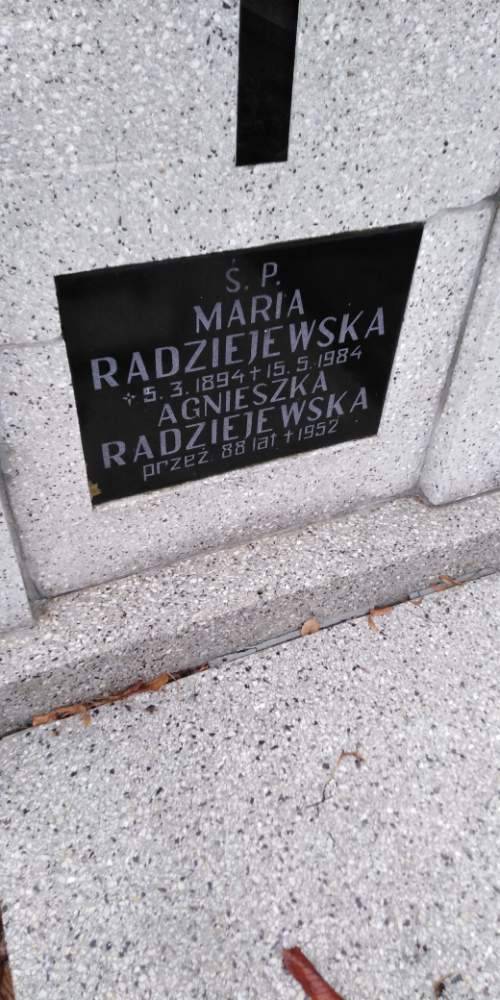 Ś. P.
MARIA
RADZIEJEWSKA
* 5. 3. 1894 + 15. 5. 1984
AGNIESZKA
RADZIEJEWSKA
przeż. 88 lat + 1952